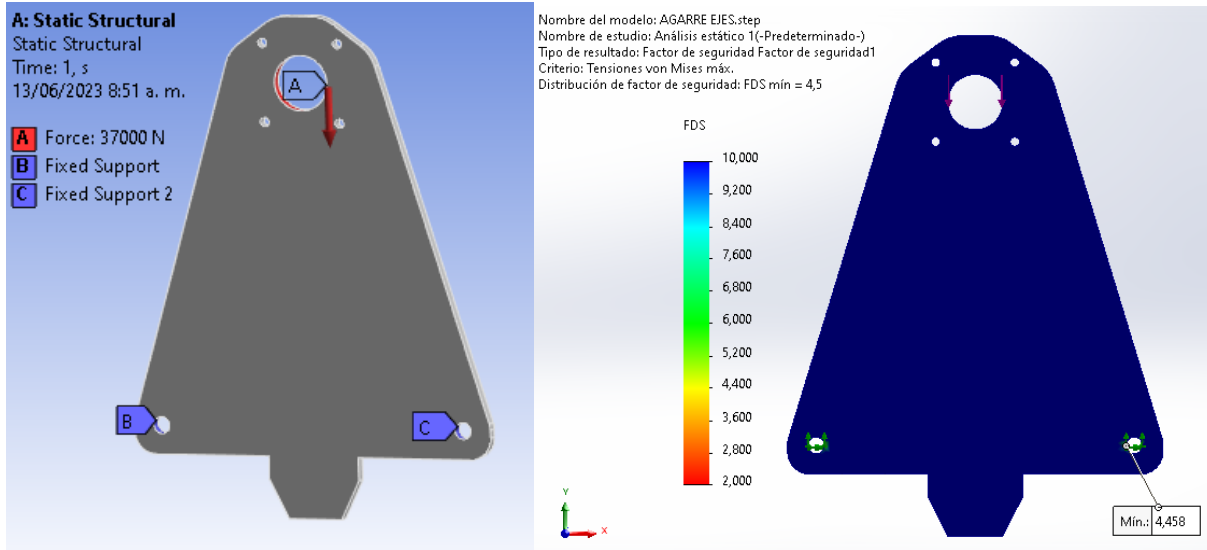 A: Static Structural
Static Structural
Time: 1, s
13/06/2023 8:51 a. m.
A Force: 37000 N
B Fixed Support
C Fixed Support 2
A
B
C
Nombre del modelo: AGARRE EJES.step
Nombre de estudio: Análisis estático 1(-Predeterminado-)
Tipo de resultado: Factor de seguridad Factor de seguridad1
Criterio: Tensiones von Mises máx.
Distribución de factor de seguridad: FDS mín = 4,5
FDS
10,000
9,200
8,400
7,600
6,800
6,000
5,200
4,400
3,600
2,800
2,000
Y
X
Mín.: 4,458